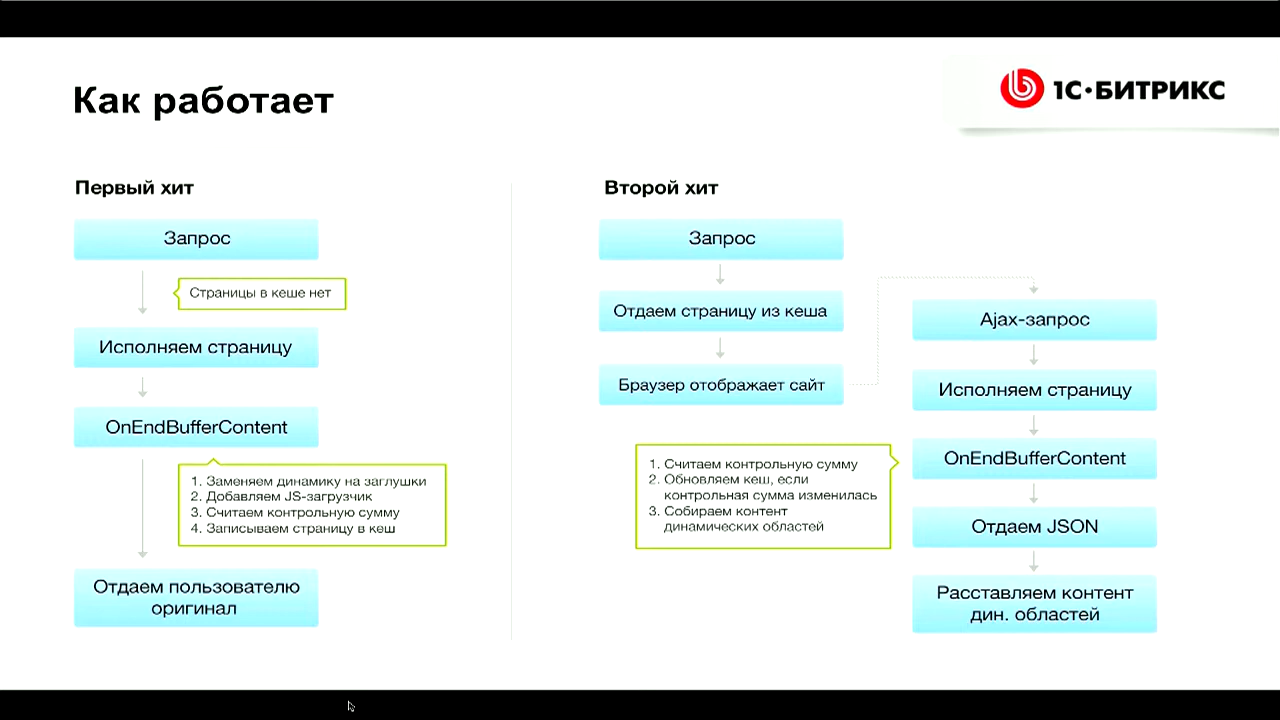 Как работает
1С·БИТРИКС
Первый хит
Запрос
Страницы в кеше нет
Исполняем страницу
OnEndBufferContent
1. Заменяем динамику на заглушки
2. Добавляем JS-загрузчик
3. Считаем контрольную сумму
4. Записываем страницу в кеш
Отдаем пользователю
оригинал
Второй хит
Запрос
Отдаем страницу из кеша
Браузер отображает сайт
Ajax-запрос
Исполняем страницу
OnEndBufferContent
1. Считаем контрольную сумму
2. Обновляем кеш, если
контрольная сумма изменилась
3. Собираем контент
динамических областей
Отдаем JSON
Расставляем контент
дин. областей